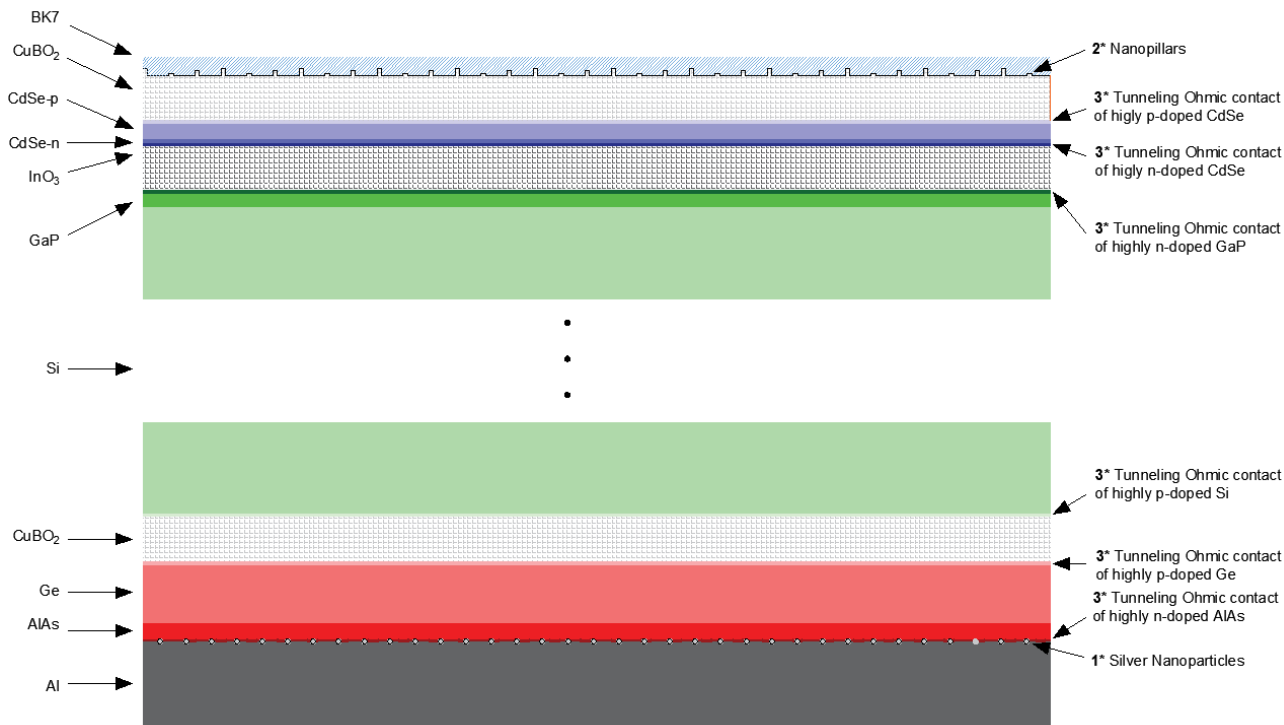 BK7
CuBO₂
CdSe-p
CdSe-n
InO₃
GaP
Si
CuBO₂
Ge
AlAs
Al
2* Nanopillars
3* Tunneling Ohmic contact
of higly p-doped CdSe
3* Tunneling Ohmic contact
of higly n-doped CdSe
3* Tunneling Ohmic contact
of highly n-doped GaP
3* Tunneling Ohmic contact
of highly p-doped Si
3* Tunneling Ohmic contact
of highly p-doped Ge
3* Tunneling Ohmic contact
of highly n-doped AlAs
1* Silver Nanoparticles